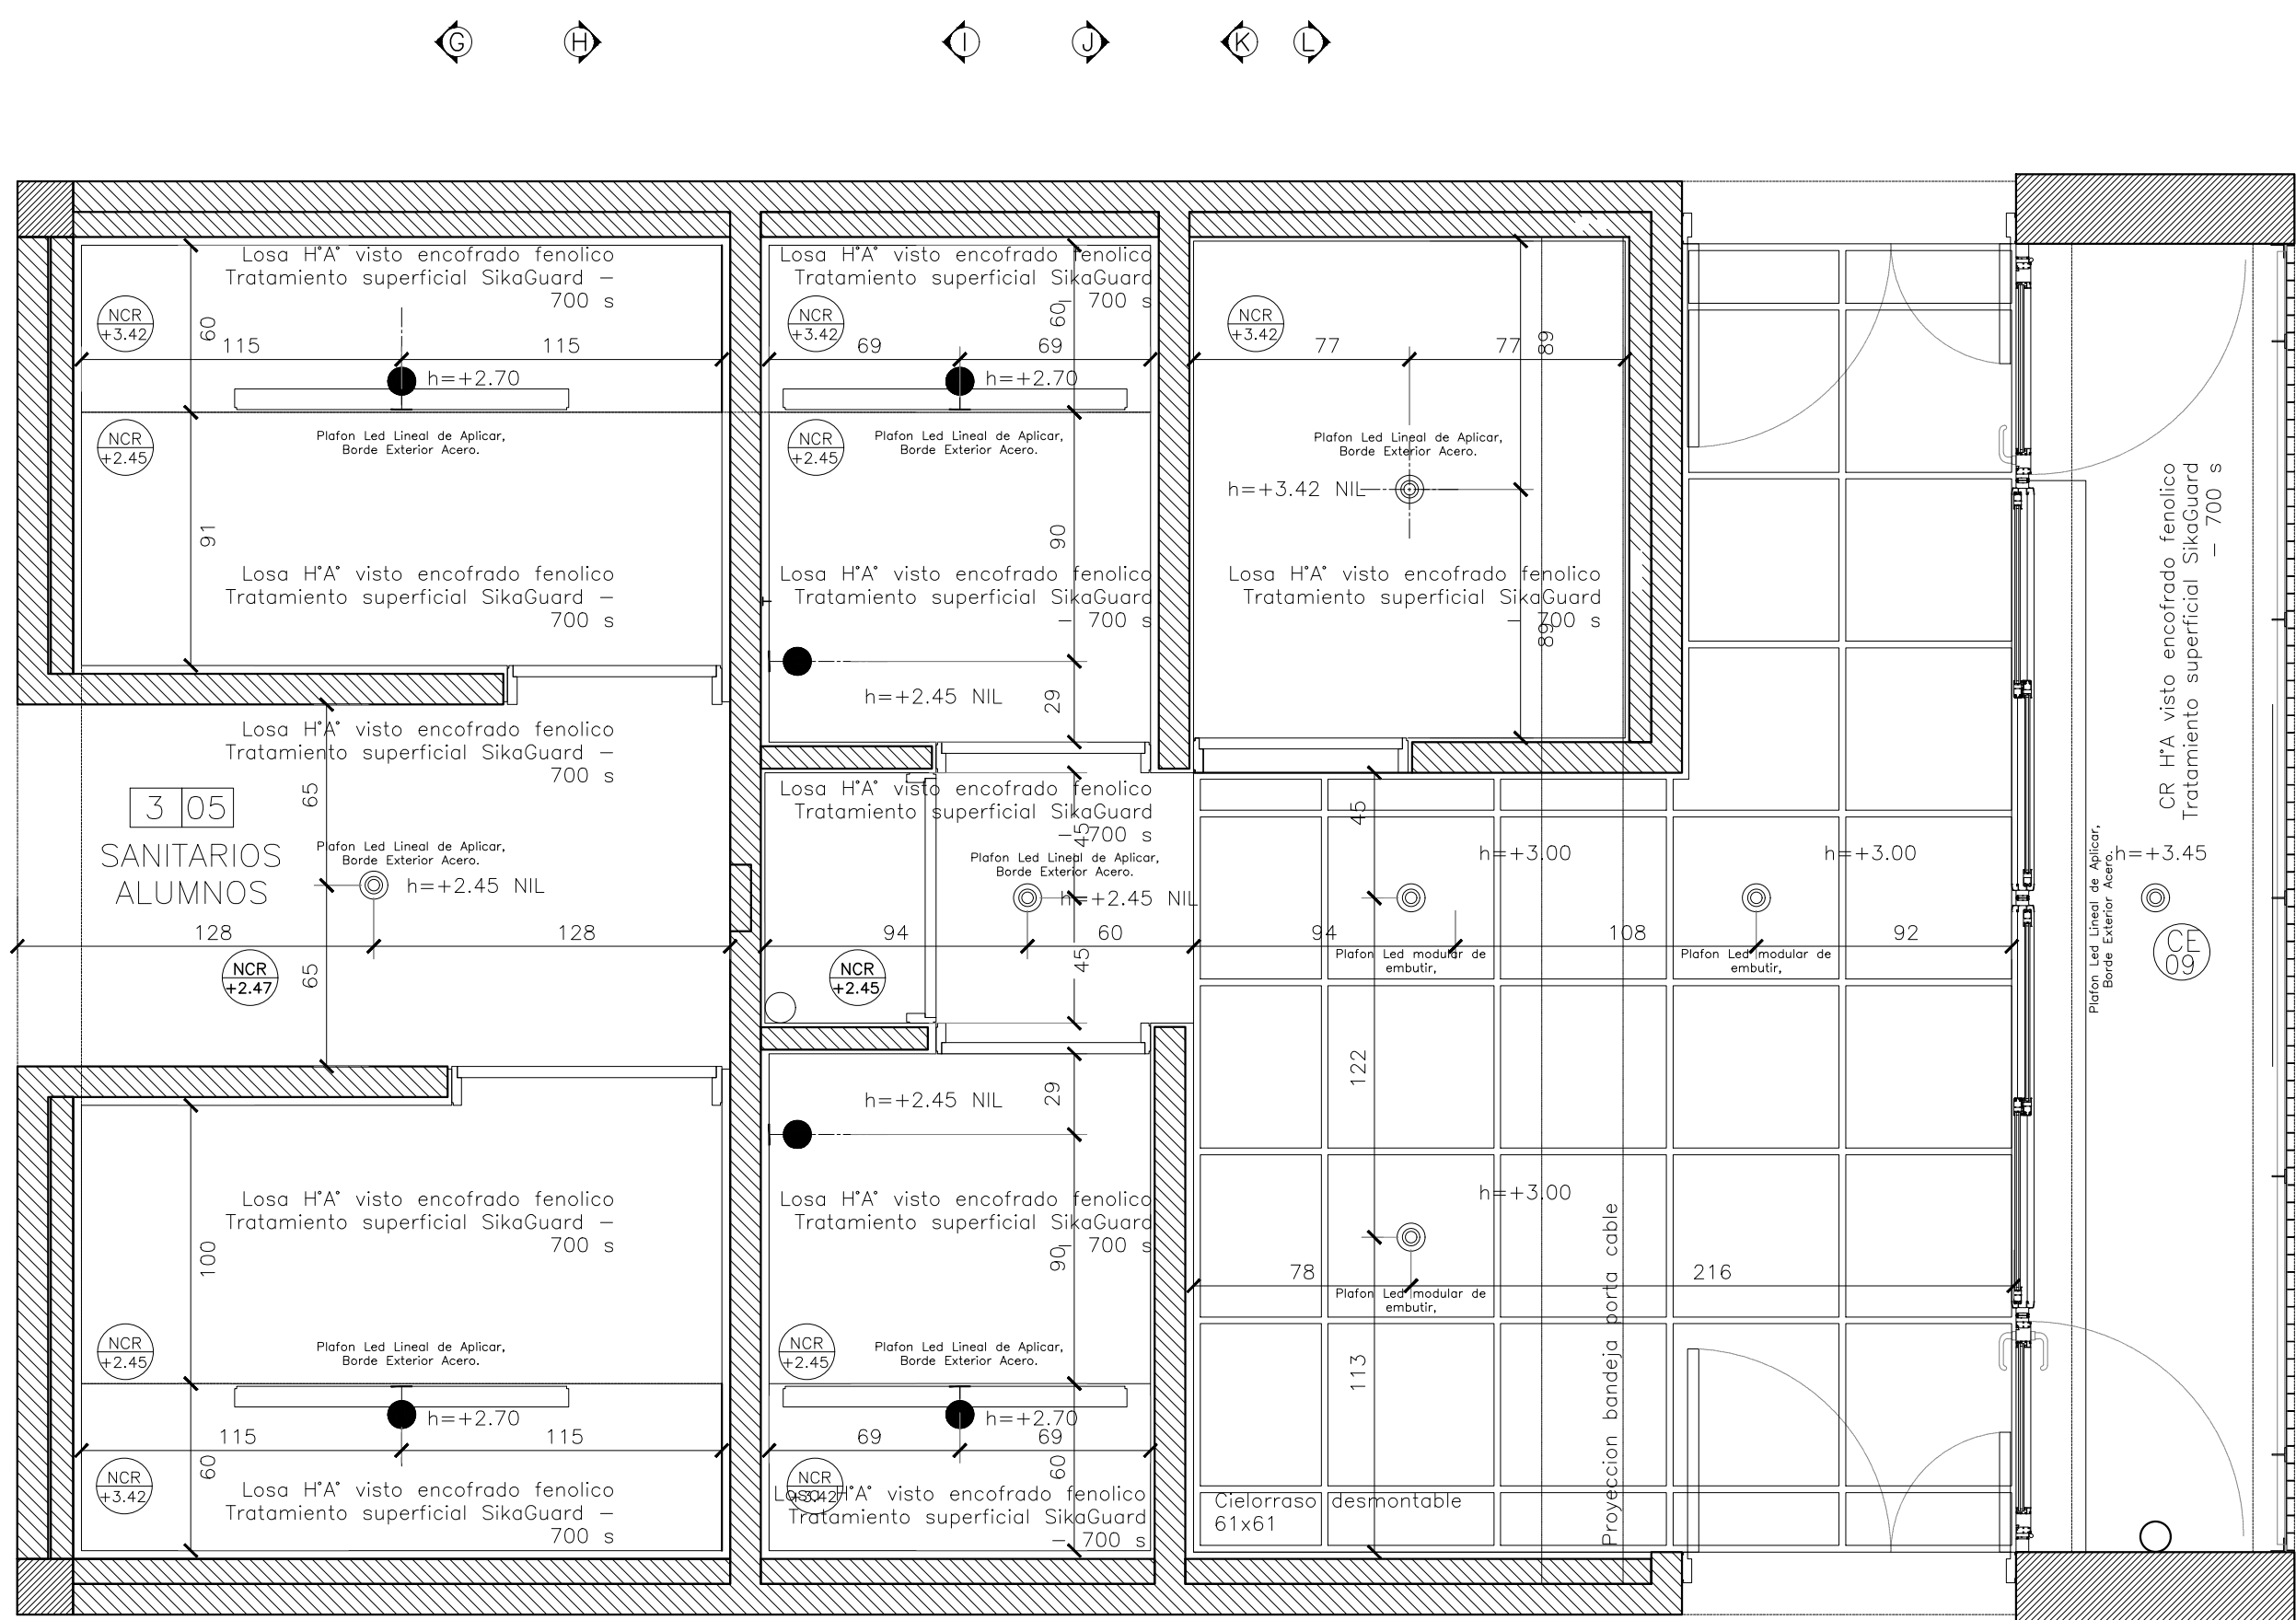 G H I J K L
Losa H°A° visto encofrado fenolico
Tratamiento superficial SikaGuard –
700 s
NCR
+3.42
60
115
115
h=+2.70
NCR
+2.45
Plafon Led Lineal de Aplicar,
Borde Exterior Acero.
91
Losa H°A° visto encofrado fenolico
Tratamiento superficial SikaGuard –
700 s
Losa H°A° visto encofrado fenolico
Tratamiento superficial SikaGuard
– 700 s
NCR
+3.42
60
69
69
h=+2.70
NCR
+2.45
Plafon Led Lineal de Aplicar,
Borde Exterior Acero.
90
Losa H°A° visto encofrado fenolico
Tratamiento superficial SikaGuard
– 700 s
h=+2.45 NIL
29
NCR
+3.42
77
77
89
Plafon Led Lineal de Aplicar,
Borde Exterior Acero.
h=+3.42 NIL
Losa H°A° visto encofrado fenolico
Tratamiento superficial SikaGuard
– 700 s
89
Losa H°A° visto encofrado fenolico
Tratamiento superficial SikaGuard –
700 s
65
3 05
SANITARIOS
ALUMNOS
Plafon Led Lineal de Aplicar,
Borde Exterior Acero.
h=+2.45 NIL
128
128
NCR
+2.47
65
Losa H°A° visto encofrado fenolico
Tratamiento superficial SikaGuard
– 700 s
45
Plafon Led Lineal de Aplicar,
Borde Exterior Acero.
h=+2.45 NIL
94
60
NCR
+2.45
45
45
h=+3.00
h=+3.00
94
108
92
Plafon Led modular de
embutir,
Plafon Led modular de
embutir,
122
h=+3.00
78
216
Plafon Led modular de
embutir,
113
Proyeccion bandeja porta cable
Cielorraso desmontable
61x61
CR H°A visto encofrado fenolico
Tratamiento superficial SikaGuard
– 700 s
Plafon Led Lineal de Aplicar,
Borde Exterior Acero.
h=+3.45
CE
09
100
Losa H°A° visto encofrado fenolico
Tratamiento superficial SikaGuard –
700 s
NCR
+2.45
Plafon Led Lineal de Aplicar,
Borde Exterior Acero.
h=+2.70
115
115
60
NCR
+3.42
Losa H°A° visto encofrado fenolico
Tratamiento superficial SikaGuard –
700 s
h=+2.45 NIL
29
Losa H°A° visto encofrado fenolico
Tratamiento superficial SikaGuard
– 700 s
90
NCR
+2.45
Plafon Led Lineal de Aplicar,
Borde Exterior Acero.
h=+2.70
69
69
60
NCR
+3.42
Losa H°A° visto encofrado fenolico
Tratamiento superficial SikaGuard
– 700 s